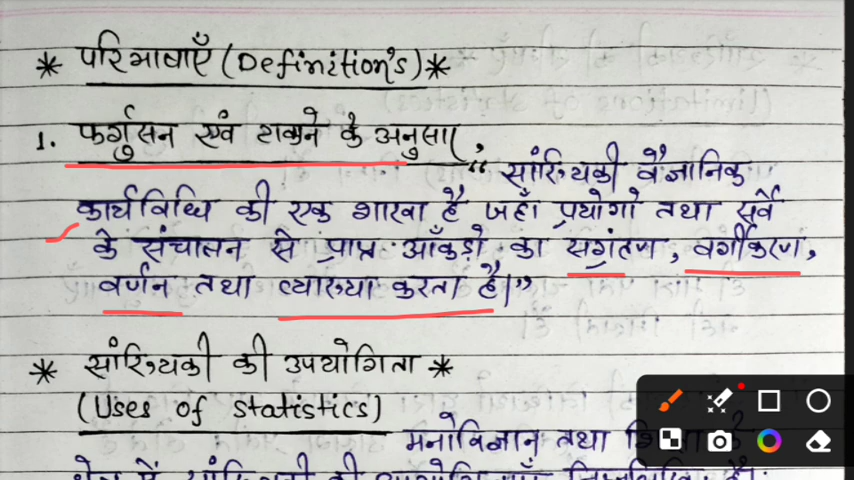 * परिभाषाएँ (Definition's) *
1. फर्गुसन एवं टाकने के अनुसार, "सांख्यिकी वैज्ञानिक
कार्यविधि की एक शाखा है जहाँ प्रयोगो तथा सर्वे
के संचालन से प्राप्त आँकड़ो का संग्रहण, वर्गीकरण,
वर्णन तथा व्याख्या करता है।"
* सांख्यिकी की उपयोगिता *
(Uses of statistics)
मनोविज्ञान तथा